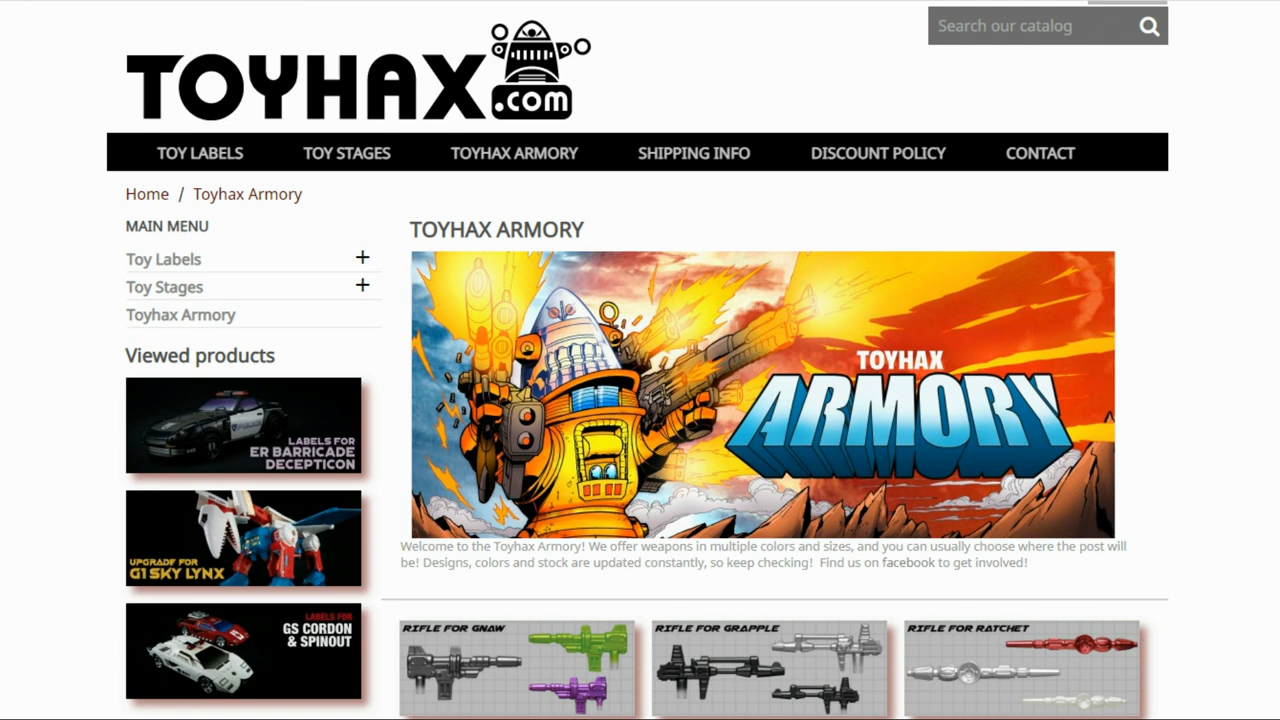 Search our catalog
TOYHAX
.com
TOY LABELS TOY STAGES TOYHAX ARMORY SHIPPING INFO DISCOUNT POLICY CONTACT
Home / Toyhax Armory
MAIN MENU
Toy Labels +
Toy Stages +
Toyhax Armory
Viewed products
LABELS FOR
ER BARRICADE
DECEPTICON
UPGRADE FOR
G1 SKY LYNX
LABELS FOR
GS CORDON
& SPINOUT
TOYHAX ARMORY
TOYHAX
ARMORY
Welcome to the Toyhax Armory! We offer weapons in multiple colors and sizes, and you can usually choose where the post will
be! Designs, colors and stock are updated constantly, so keep checking! Find us on facebook to get involved!
RIFLE FOR GNAW
RIFLE FOR GRAPPLE
RIFLE FOR RATCHET